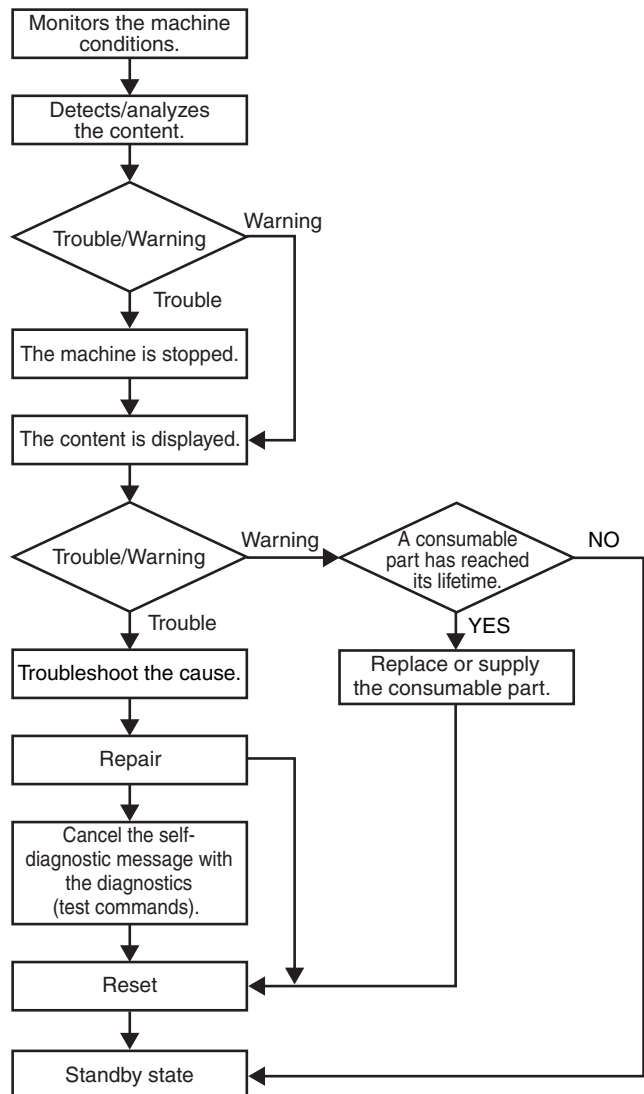 Monitors the machine
conditions.
Detects/analyzes
the content.
Trouble/Warning
Warning
Trouble
The machine is stopped.
The content is displayed.
Trouble/Warning
Warning
A consumable
part has reached
its lifetime.
NO
Trouble
YES
Troubleshoot the cause.
Replace or supply
the consumable part.
Repair
Cancel the self-
diagnostic message with
the diagnostics
(test commands).
Reset
Standby state